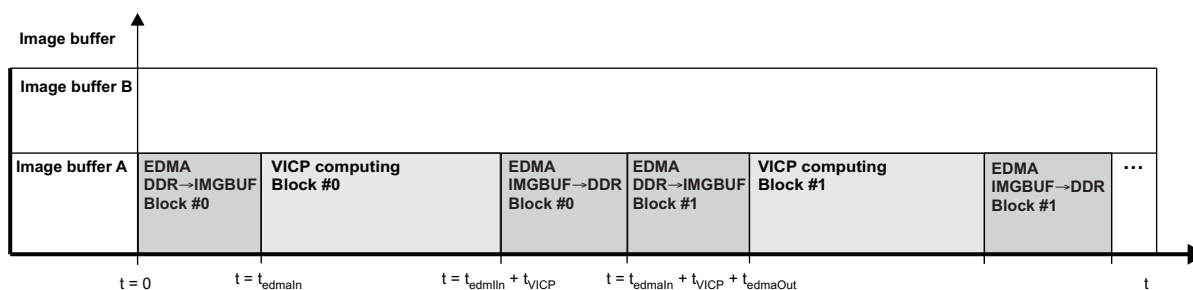 Image buffer
Image buffer B
Image buffer A
EDMA
DDR→IMGBUF
Block #0
VICP computing
Block #0
EDMA
IMGBUF→DDR
Block #0
EDMA
DDR→IMGBUF
Block #1
VICP computing
Block #1
EDMA
IMGBUF→DDR
Block #1
...
t = 0
t = tedmaIn
t = tedmIIn + tVICP
t = tedmaIn + tVICP + tedmaOut
t